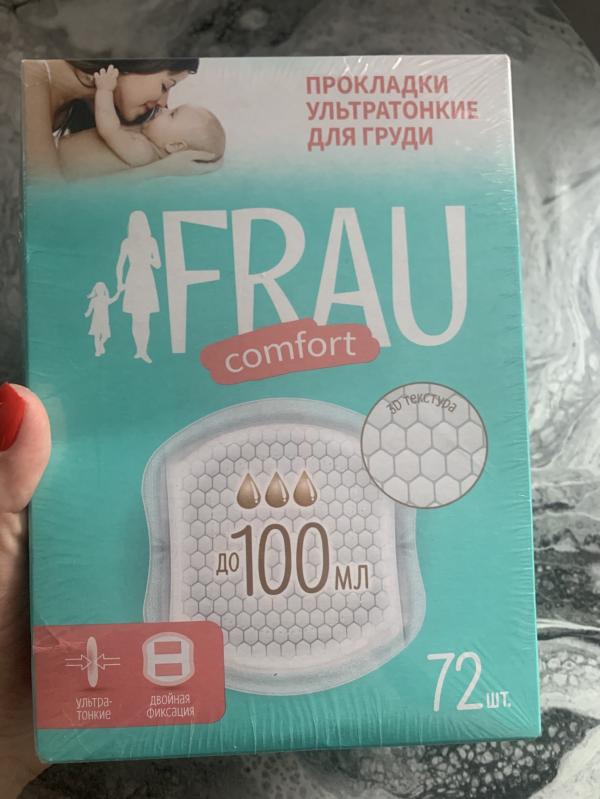 ПРОКЛАДКИ
УЛЬТРАТОНКИЕ
ДЛЯ ГРУДИ
FRAU
comfort
3D текстура
до 100 мл
ультра-
тонкие
двойная
фиксация
72 шт.